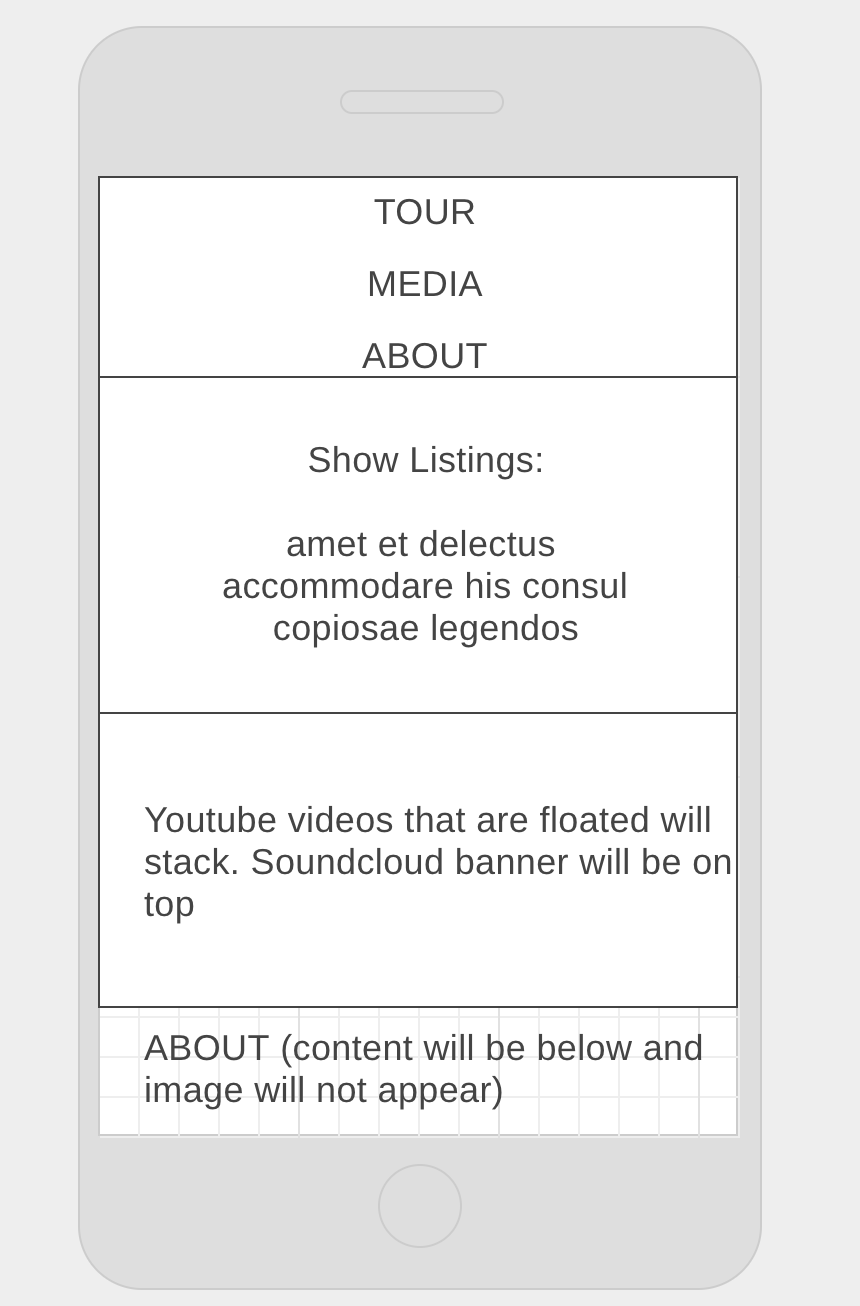 TOUR
MEDIA
ABOUT
Show Listings:
amet et delectus
accommodare his consul
copiosae legendos
Youtube videos that are floated will
stack. Soundcloud banner will be on
top
ABOUT (content will be below and
image will not appear)